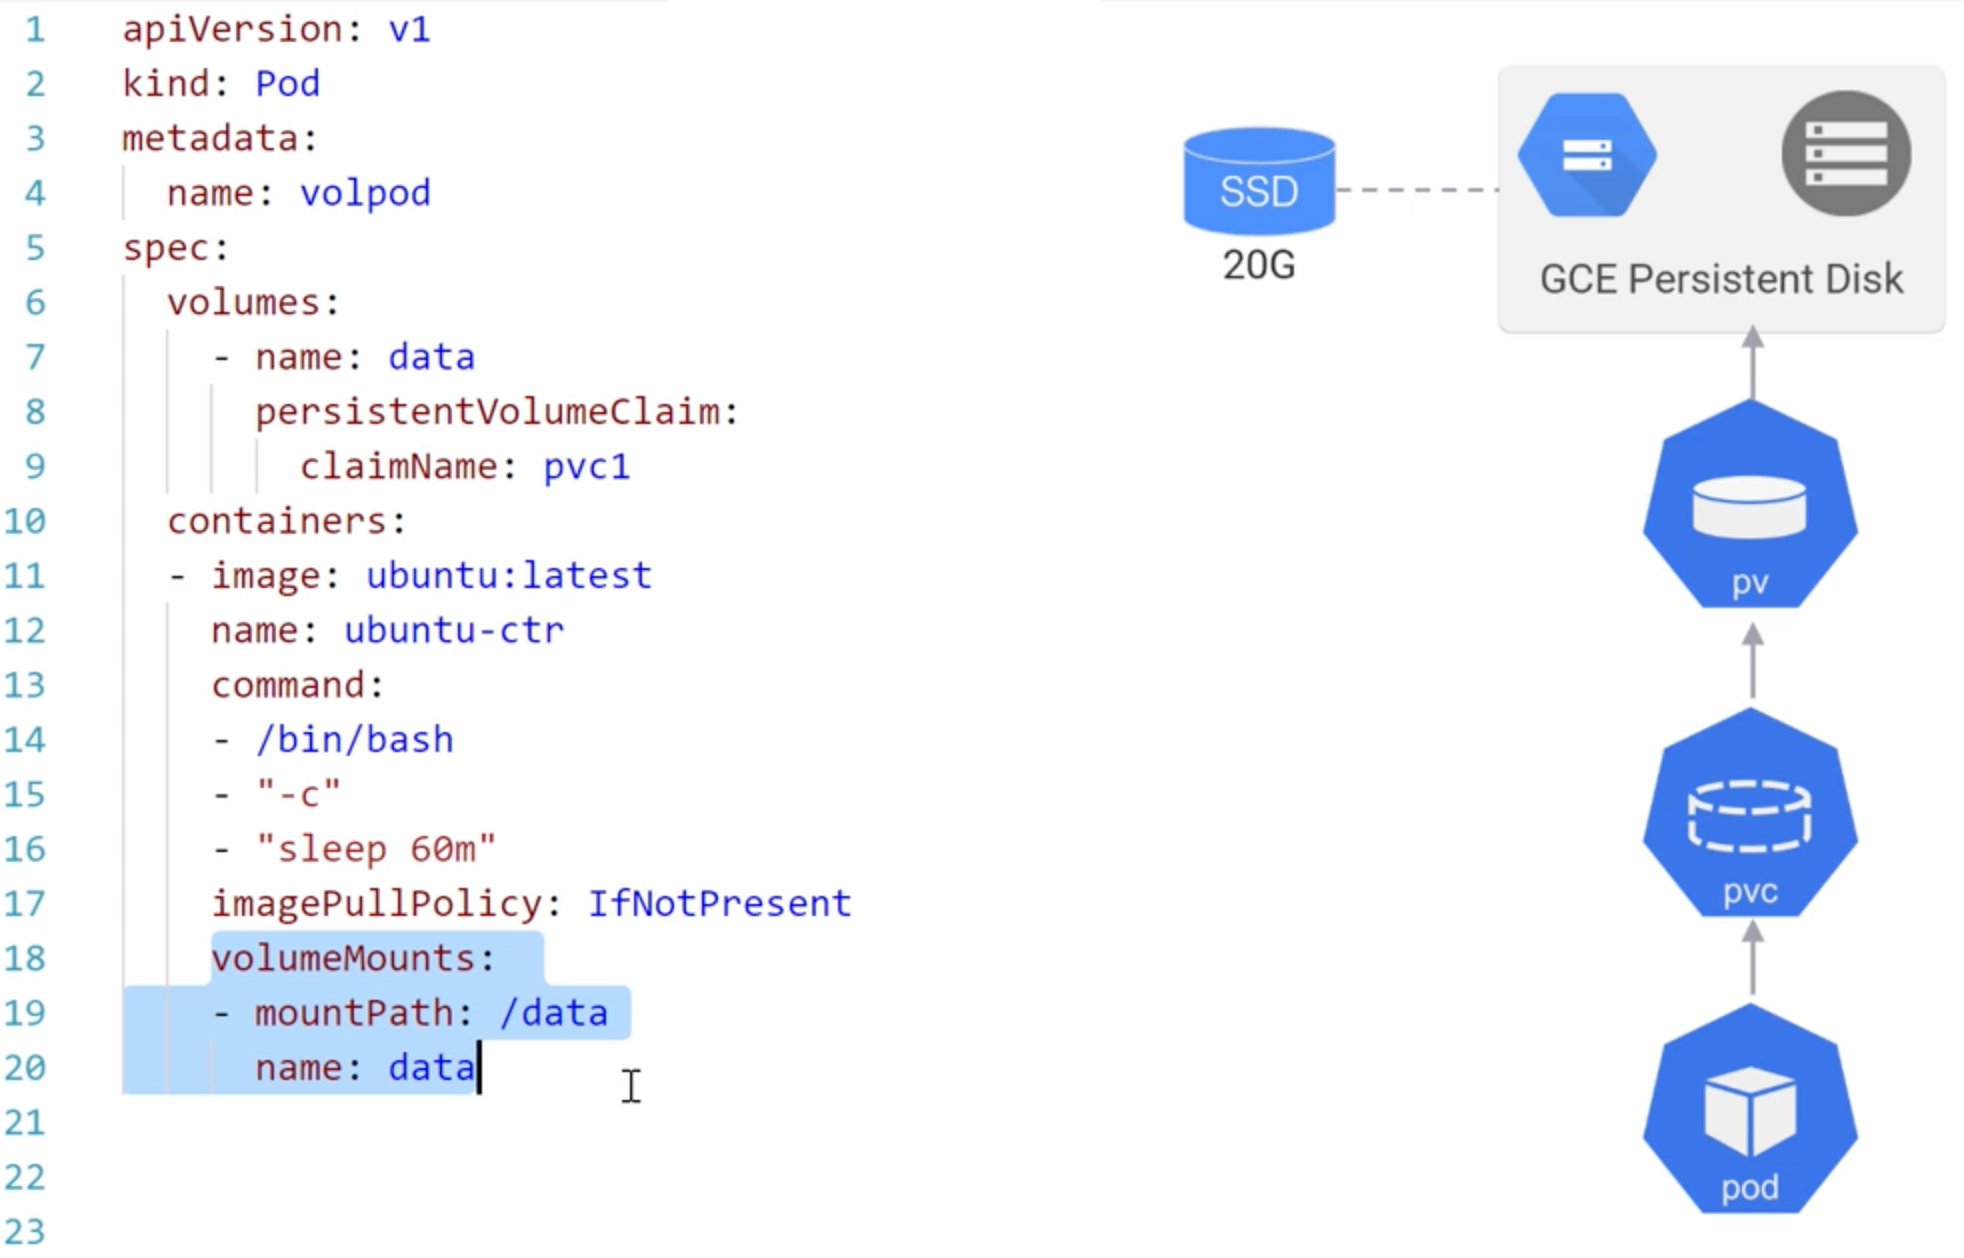 1 apiVersion: v1
2 kind: Pod
3 metadata:
4   name: volpod
5 spec:
6   volumes:
7     - name: data
8       persistentVolumeClaim:
9         claimName: pvc1
10   containers:
11   - image: ubuntu:latest
12     name: ubuntu-ctr
13     command:
14     - /bin/bash
15     - "-c"
16     - "sleep 60m"
17     imagePullPolicy: IfNotPresent
18     volumeMounts:
19     - mountPath: /data
20       name: data
21
22
23
SSD
20G
GCE Persistent Disk
pv
pvc
pod